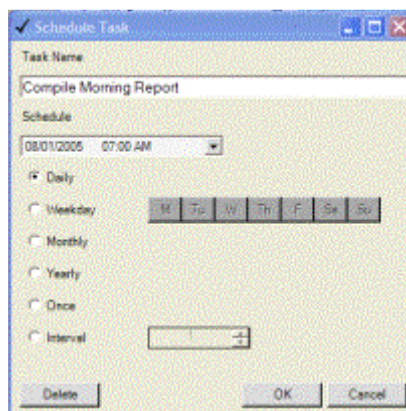 Schedule Task
Task Name
Compile Morning Report
Schedule
08/01/2005 07:00 AM
Daily
Weekday M Tu W Th F Sa Su
Monthly
Yearly
Once
Interval 1
Delete OK Cancel